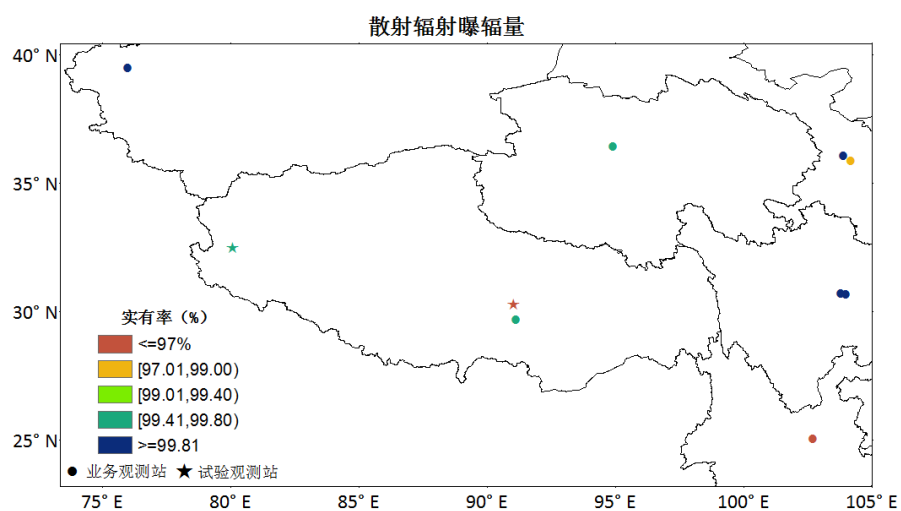 散射辐射曝辐量
40° N
35° N
30° N
25° N
实有率（%）
<=97%
[97.01,99.00)
[99.01,99.40)
[99.41,99.80)
>=99.81
业务观测站 试验观测站
75° E 80° E 85° E 90° E 95° E 100° E 105° E